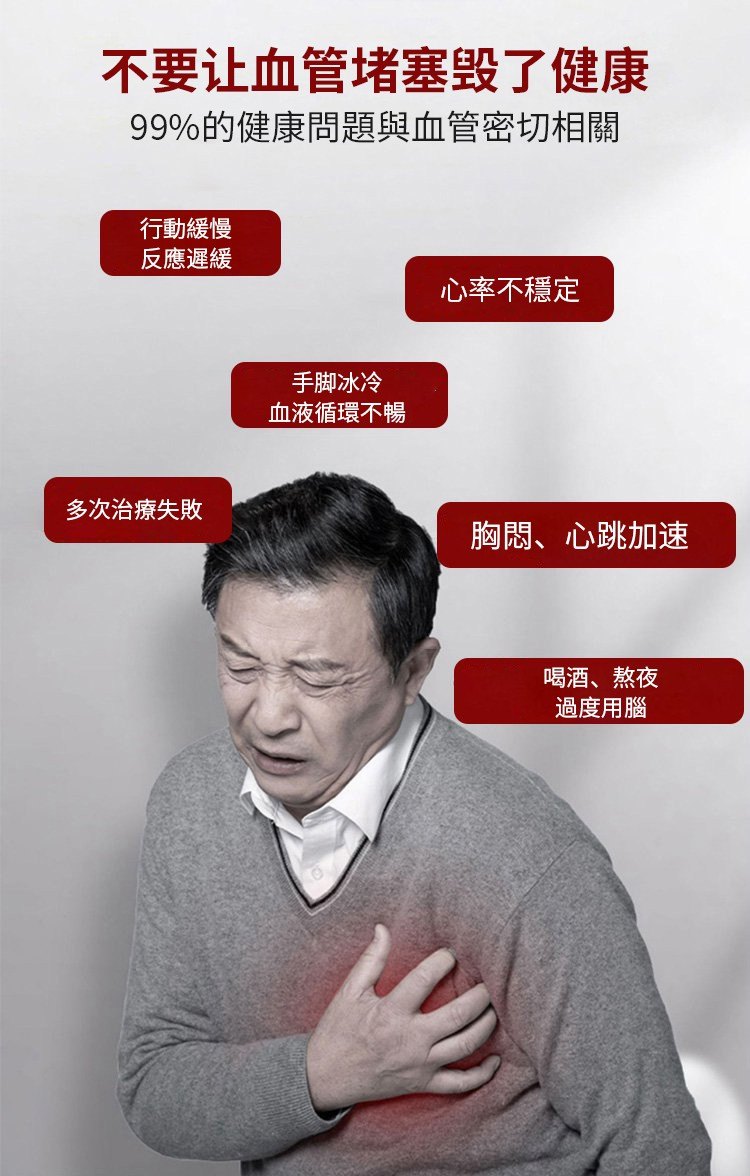 不要让血管堵塞毁了健康
99%的健康問題與血管密切相關
行動緩慢
反應遲緩
心率不穩定
手脚冰冷
血液循環不暢
多次治療失敗
胸悶、心跳加速
喝酒、熬夜
過度用腦